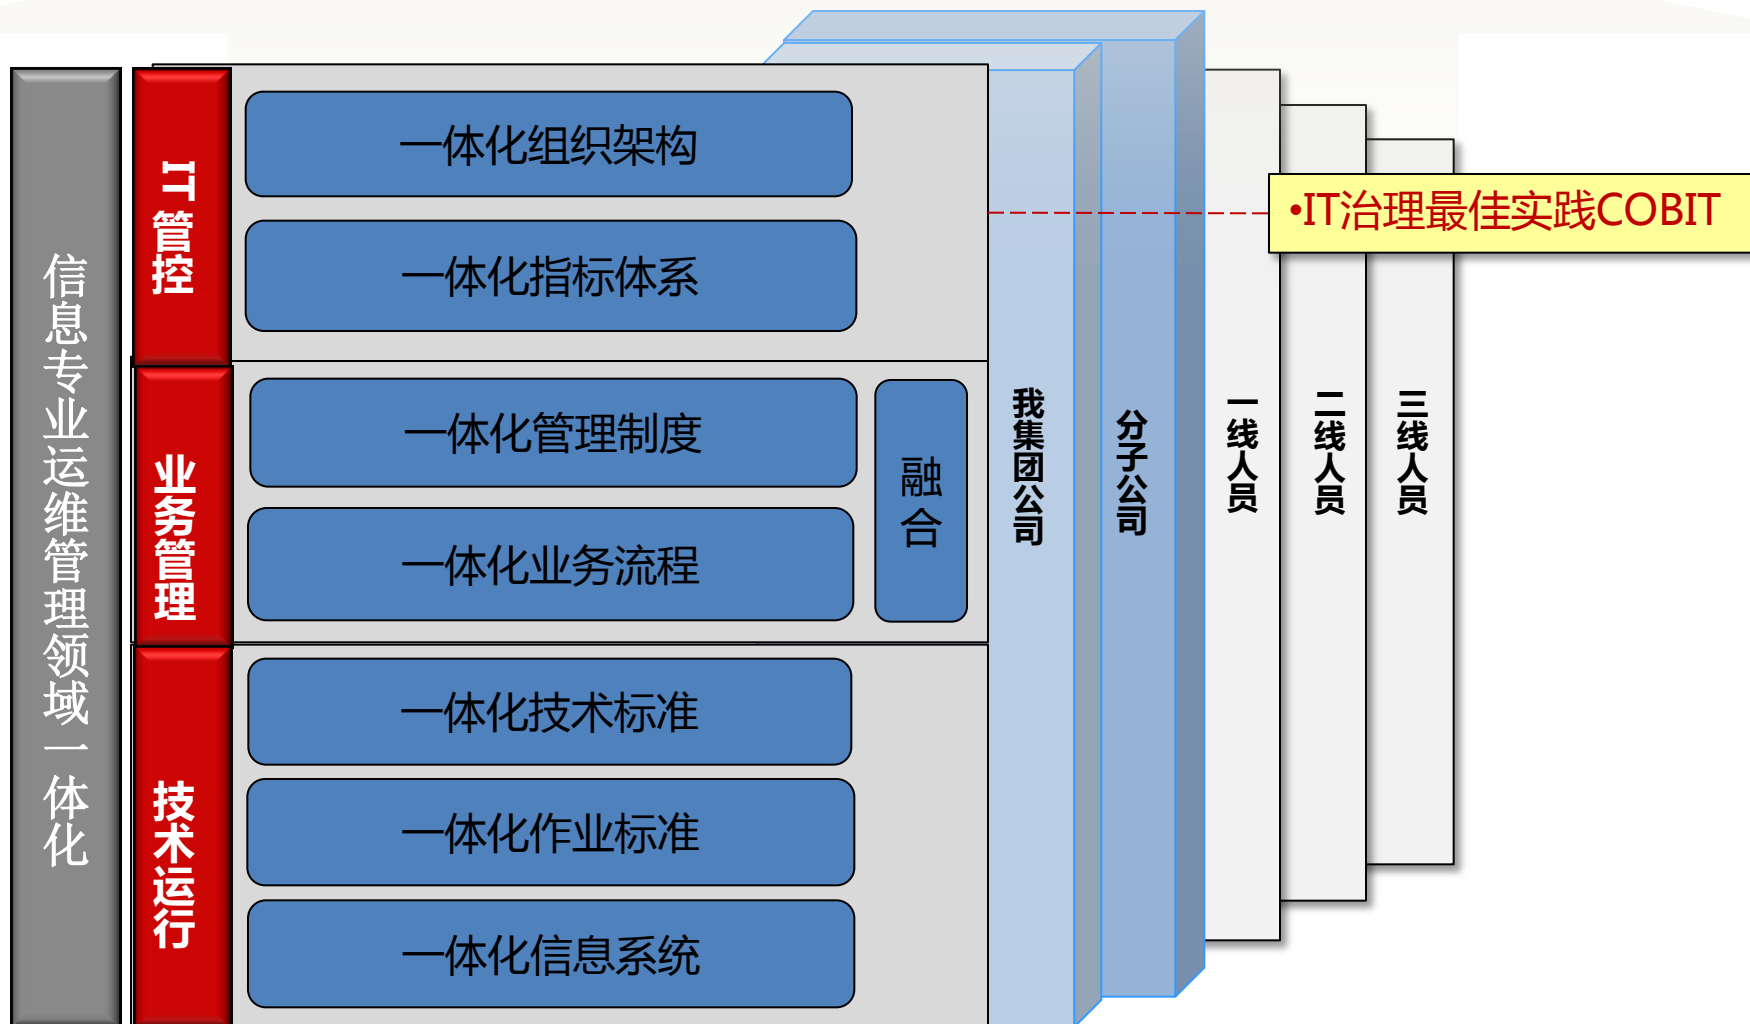 信息专业运维管理领域一体化
IT管控
一体化组织架构
一体化指标体系
•IT治理最佳实践COBIT
业务管理
一体化管理制度
一体化业务流程
融合
技术运行
一体化技术标准
一体化作业标准
一体化信息系统
我集团公司
分子公司
一线人员
二线人员
三线人员